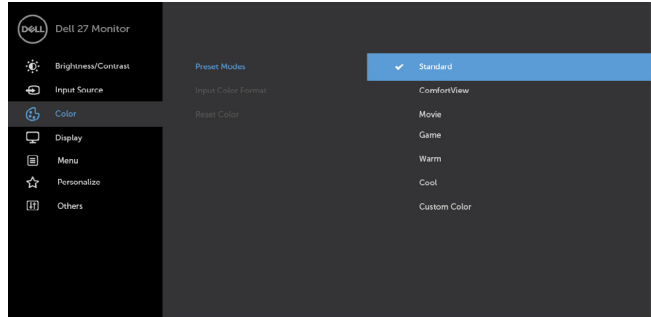 DELL Dell 27 Monitor
Brightness/Contrast
Input Source
Color
Display
Menu
Personalize
Others
Preset Modes
Input Color Format
Reset Color
Standard
ComfortView
Movie
Game
Warm
Cool
Custom Color